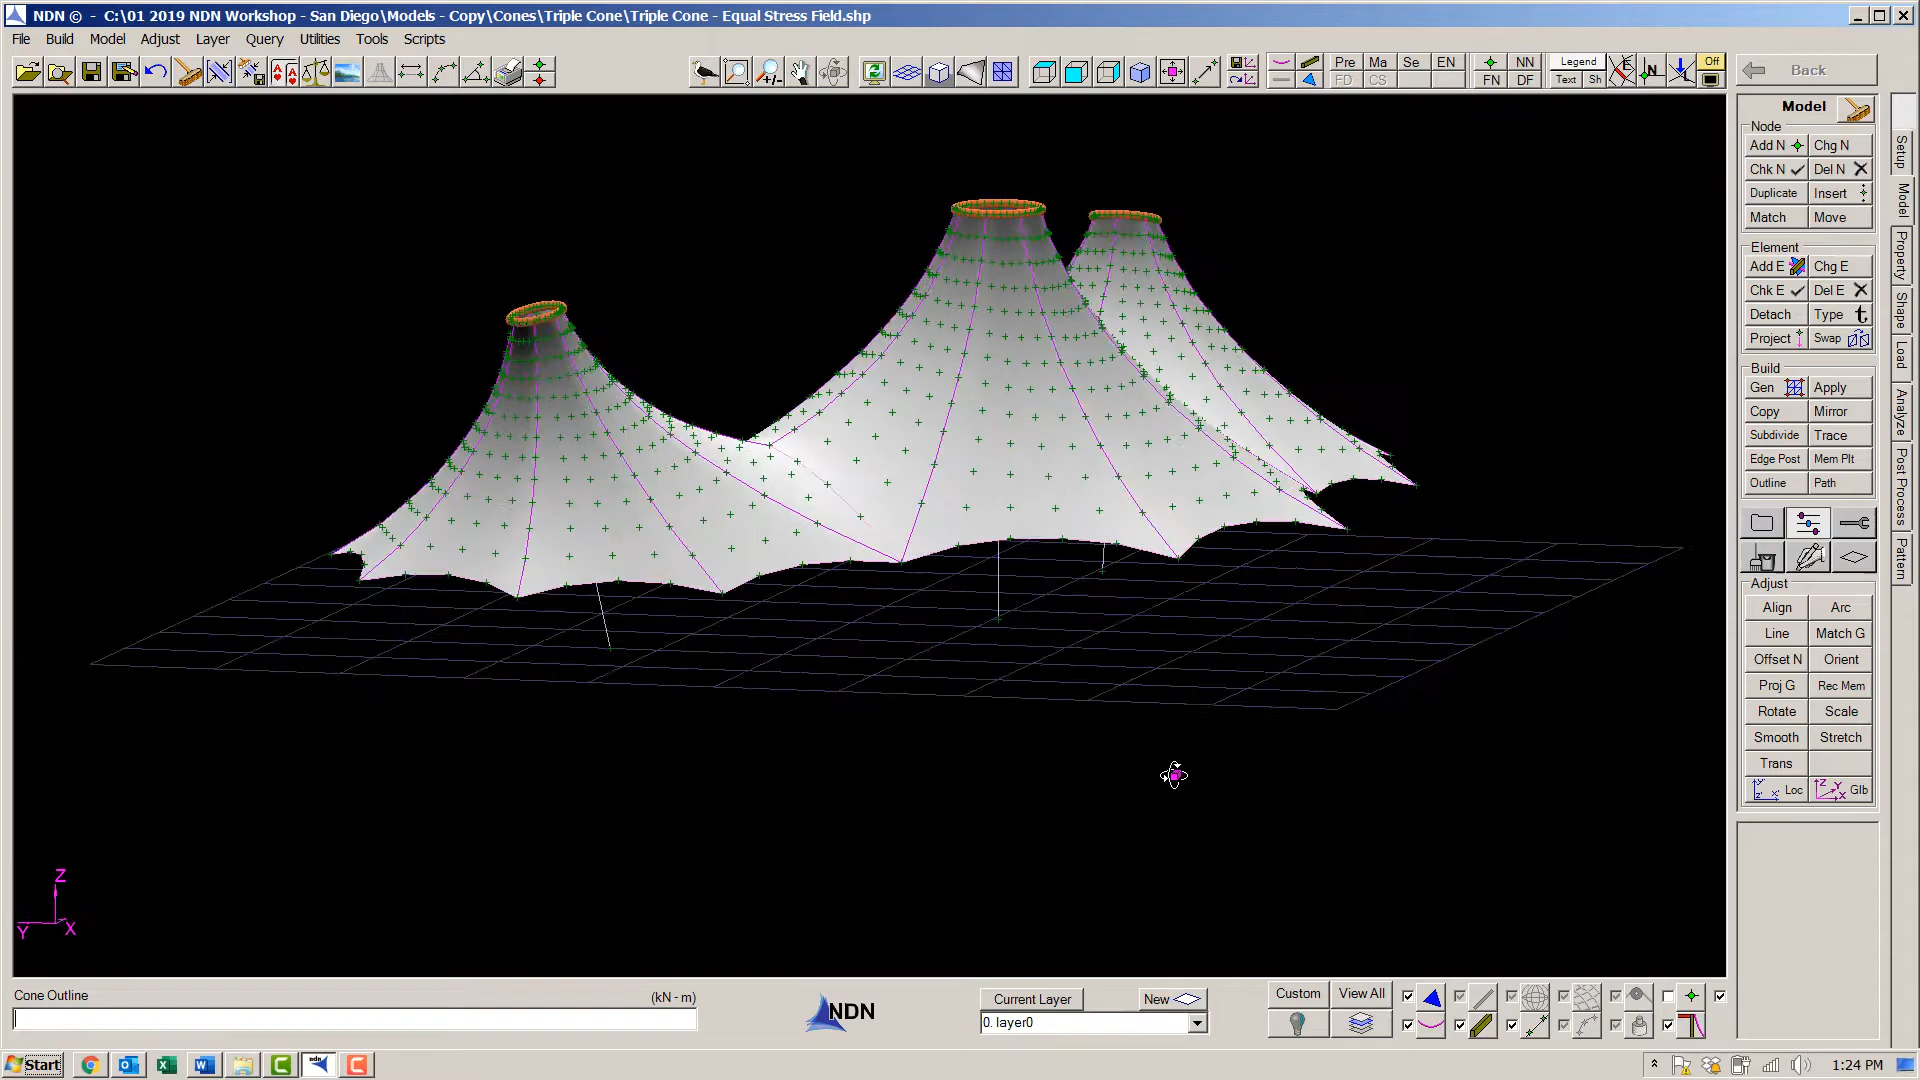 NDN © - C:\01 2019 NDN Workshop - San Diego\Models - Copy\Cones\Triple Cone\Triple Cone - Equal Stress Field.shp
File Build Model Adjust Layer Query Utilities Tools Scripts
Pre Ma Se EN NN Legend Off
FD CS FN DF Text Sh
Back
Model
Node
Add N Chg N
Chk N Del N
Duplicate Insert
Match Move
Element
Add E Chg E
Chk E Del E
Detach Type
Project Swap
Build
Gen Apply
Copy Mirror
Subdivide Trace
Edge Post Mem Plt
Outline Path
Adjust
Align Arc
Line Match G
Offset N Orient
Proj G Rec Mem
Rotate Scale
Smooth Stretch
Trans
Loc Glb
Setup
Model
Property
Shape
Load
Analyze
Post Process
Pattern
Z
Y X
Cone Outline (kN - m)
NDN
Current Layer New
0. layer0
Custom View All
Start
ndn
1:24 PM